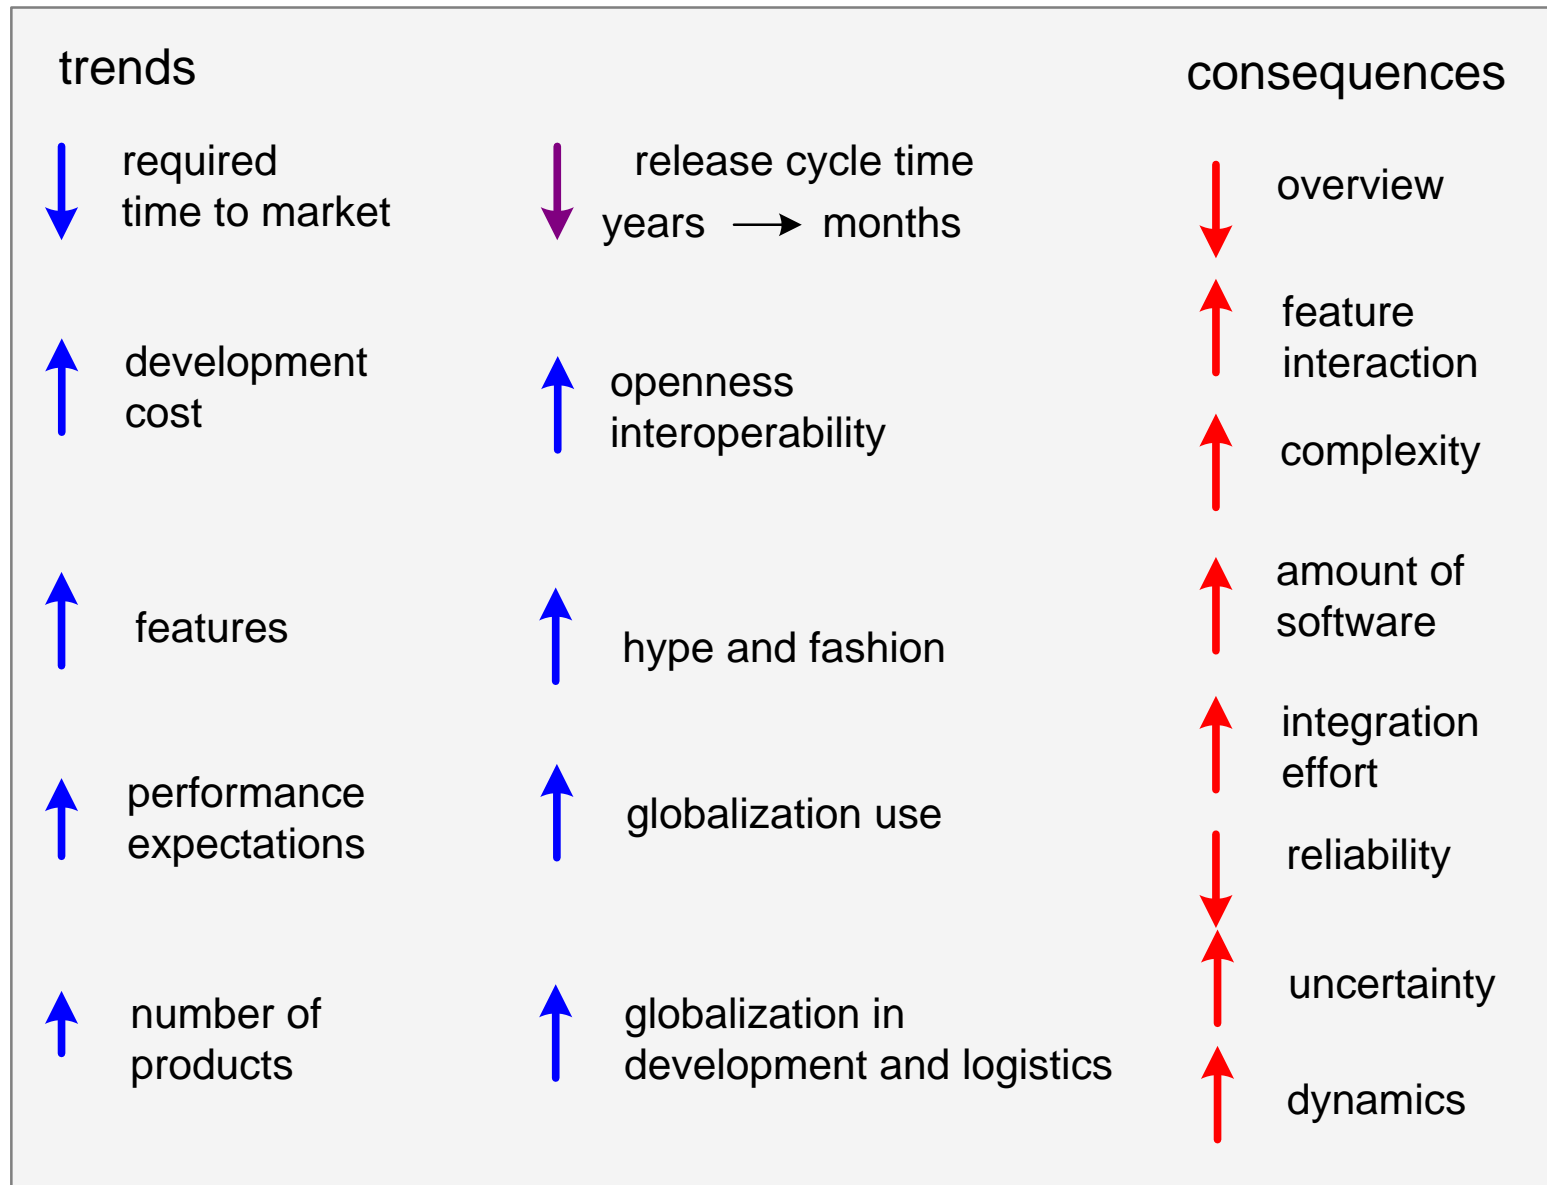 trends
required
time to market
development
cost
features
performance
expectations
number of
products
release cycle time
years
months
openness
interoperability
hype and fashion
globalization use
globalization in
development and logistics
consequences
overview
feature
interaction
complexity
amount of
software
integration
effort
reliability
uncertainty
dynamics